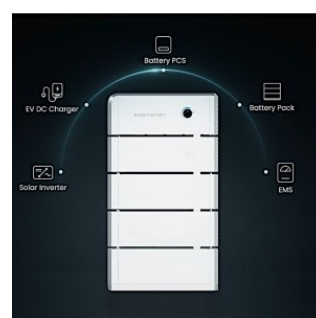 Battery PCS
EV DC Charger
Battery Pack
Solar Inverter
EMS